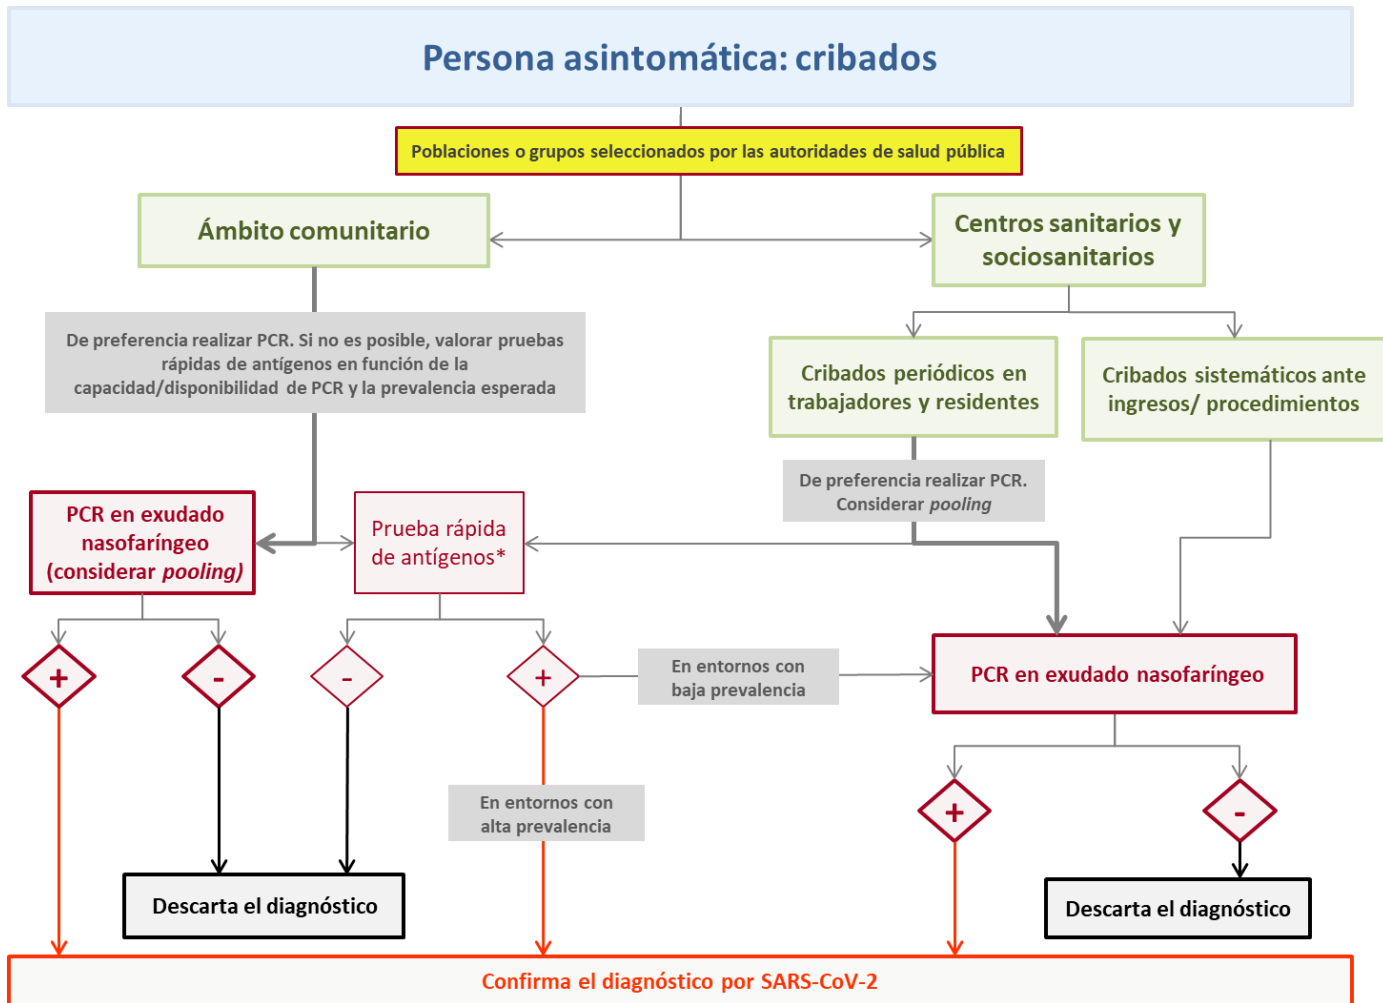 Persona asintomática: cribados
Poblaciones o grupos seleccionados por las autoridades de salud pública
Ámbito comunitario
Centros sanitarios y
sociosanitarios
De preferencia realizar PCR. Si no es posible, valorar pruebas
rápidas de antígenos en función de la
capacidad/disponibilidad de PCR y la prevalencia esperada
Cribados periódicos en
trabajadores y residentes
Cribados sistemáticos ante
ingresos/ procedimientos
De preferencia realizar PCR.
Considerar pooling
PCR en exudado
nasofaríngeo
(considerar pooling)
Prueba rápida
de antígenos*
+
-
-
+
En entornos con
baja prevalencia
PCR en exudado nasofaríngeo
En entornos con
alta prevalencia
+
-
Descarta el diagnóstico
Descarta el diagnóstico
Confirma el diagnóstico por SARS-CoV-2